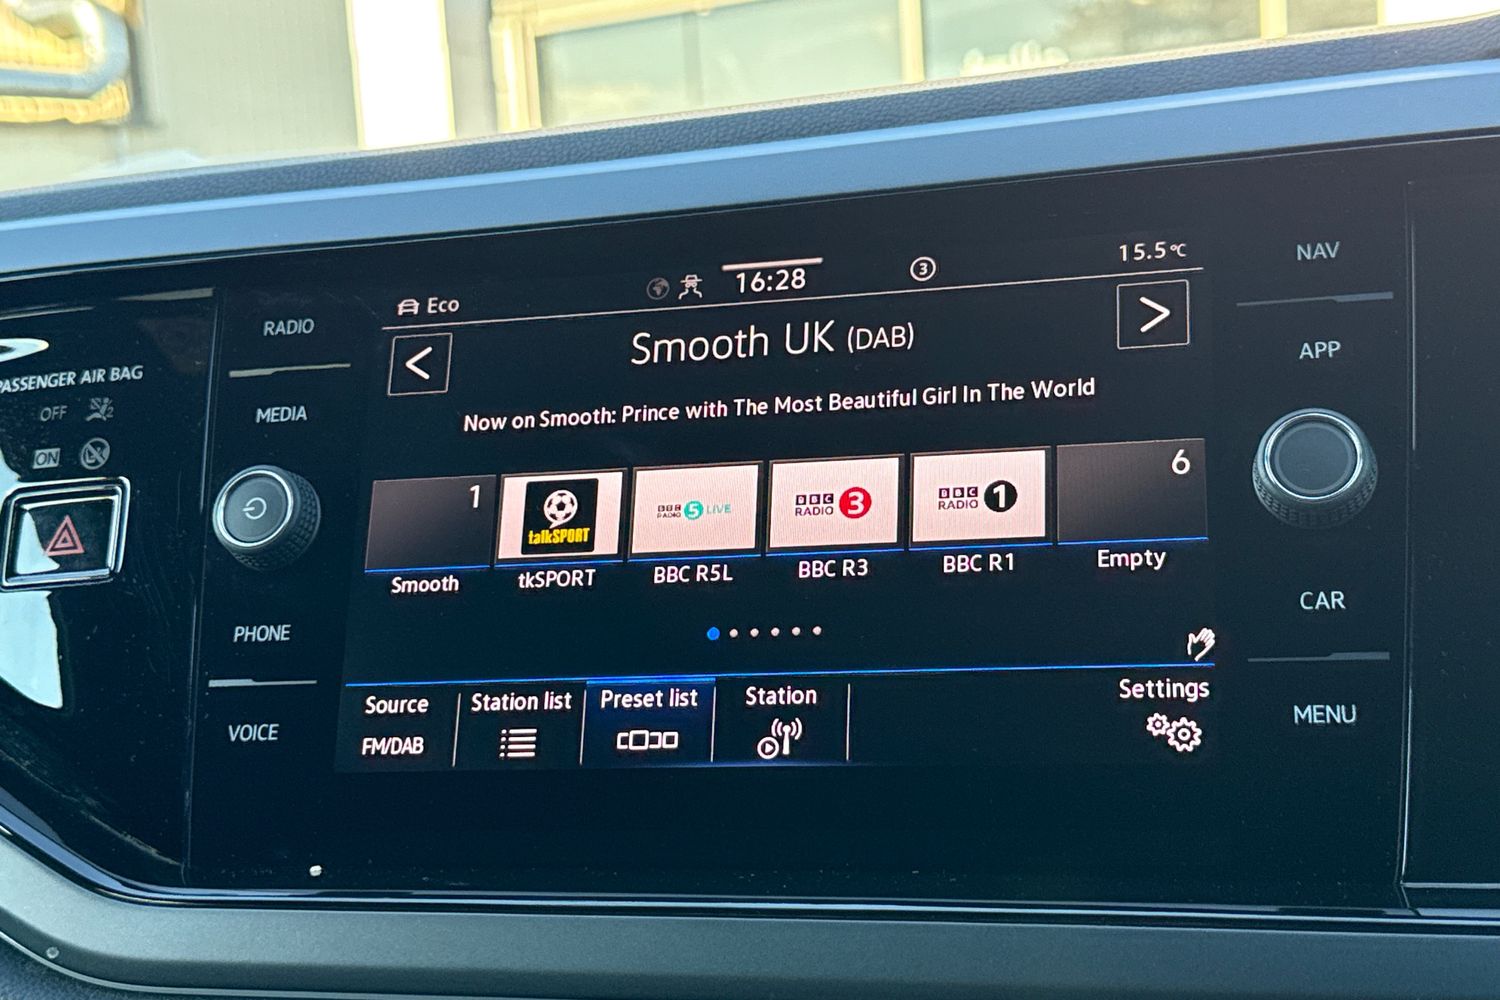 PASSENGER AIR BAG
OFF
2
ON
RADIO
MEDIA
PHONE
VOICE
Eco
16:28
3
15.5°C
Smooth UK (DAB)
Now on Smooth: Prince with The Most Beautiful Girl In The World
1
talkSPORT
BBC RADIO 5 LIVE
BBC RADIO 3
BBC RADIO 1
6
Smooth
tkSPORT
BBC R5L
BBC R3
BBC R1
Empty
Source
FM/DAB
Station list
Preset list
Station
Settings
NAV
APP
CAR
MENU